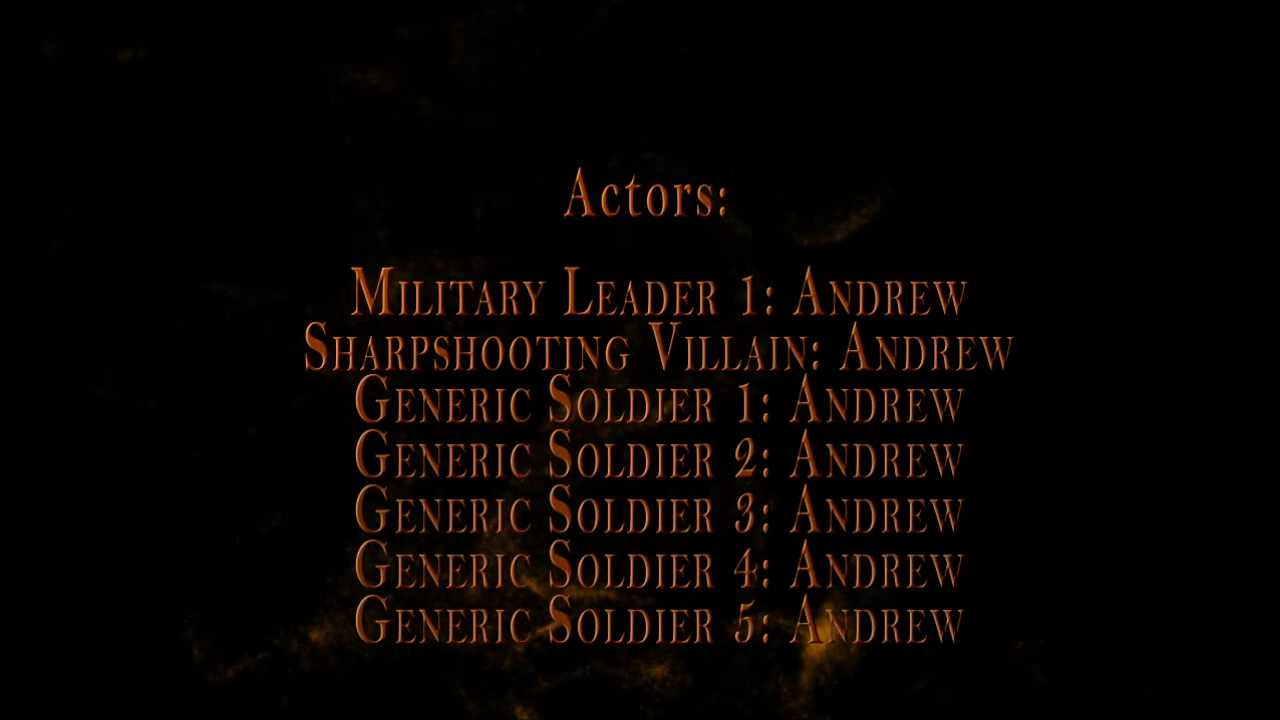 Actors:
Military Leader 1: Andrew
Sharpshooting Villain: Andrew
Generic Soldier 1: Andrew
Generic Soldier 2: Andrew
Generic Soldier 3: Andrew
Generic Soldier 4: Andrew
Generic Soldier 5: Andrew